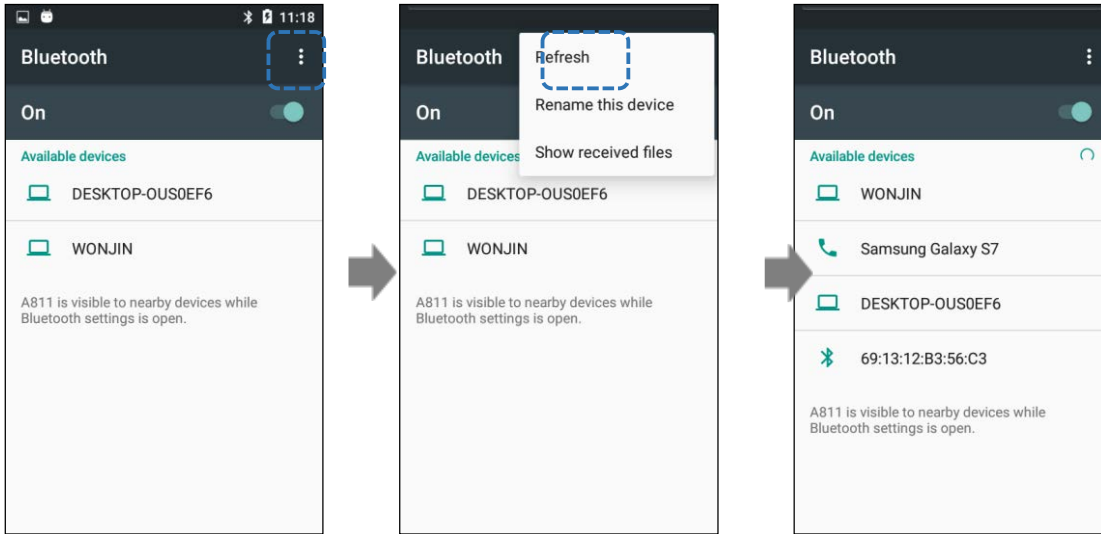 11:18
Bluetooth
On
Available devices
DESKTOP-OUS0EF6
WONJIN
A811 is visible to nearby devices while
Bluetooth settings is open.
Bluetooth
Refresh
Rename this device
Show received files
On
Available devices
DESKTOP-OUS0EF6
WONJIN
A811 is visible to nearby devices while
Bluetooth settings is open.
Bluetooth
On
Available devices
WONJIN
Samsung Galaxy S7
DESKTOP-OUS0EF6
69:13:12:B3:56:C3
A811 is visible to nearby devices while
Bluetooth settings is open.